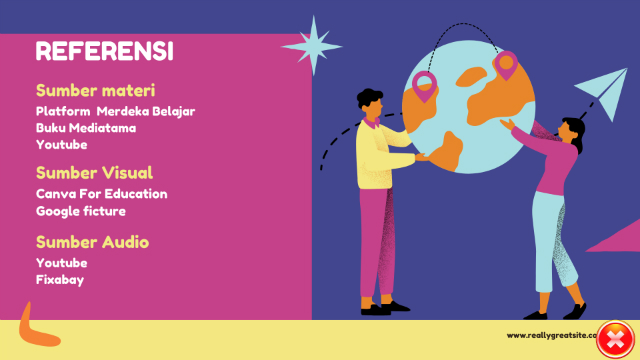 REFERENSI
Sumber materi
Platform Merdeka Belajar
Buku Mediatama
Youtube
Sumber Visual
Canva For Education
Google ficture
Sumber Audio
Youtube
Fixabay
www.reallygreatsite.co